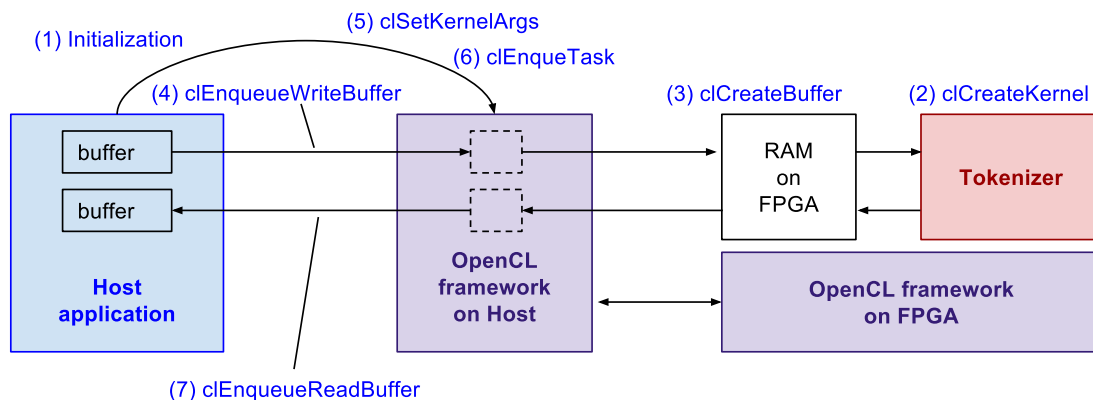 (5) clSetKernelArgs
(1) Initialization
(6) clEnqueTask
(4) clEnqueueWriteBuffer
(3) clCreateBuffer
(2) clCreateKernel
buffer
buffer
Host
application
OpenCL
framework
on Host
RAM
on
FPGA
Tokenizer
OpenCL framework
on FPGA
(7) clEnqueueReadBuffer